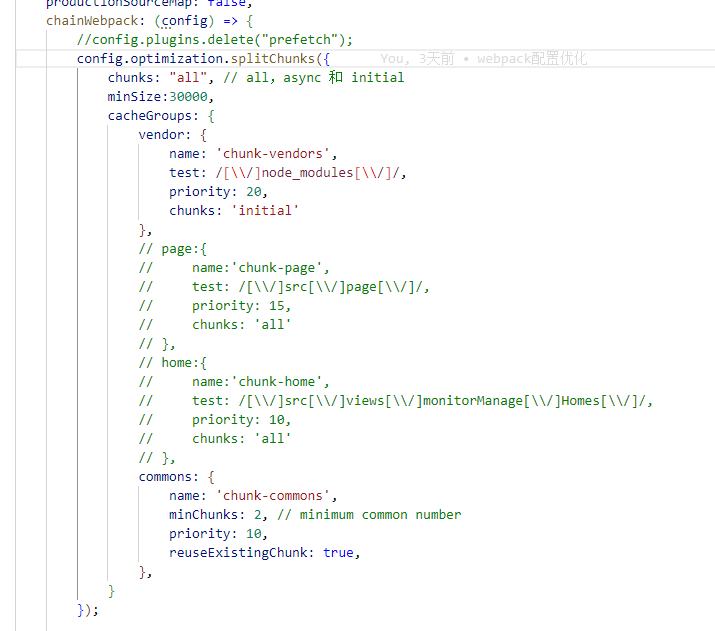 productionSourceMap: false,
chainWebpack: (config) => {
//config.plugins.delete("prefetch");
config.optimization.splitChunks({ You, 3天前 • webpack配置优化
chunks: "all", // all, async 和 initial
minSize:30000,
cacheGroups: {
vendor: {
name: 'chunk-vendors',
test: /[\\/]node_modules[\\/]/,
priority: 20,
chunks: 'initial'
},
// page:{
// name:'chunk-page',
// test: /[\\/]src[\\/]page[\\/]/,
// priority: 15,
// chunks: 'all'
// },
// home:{
// name:'chunk-home',
// test: /[\\/]src[\\/]views[\\/]monitorManage[\\/]Homes[\\/]/,
// priority: 10,
// chunks: 'all'
// },
commons: {
name: 'chunk-commons',
minChunks: 2, // minimum common number
priority: 10,
reuseExistingChunk: true,
},
}
});